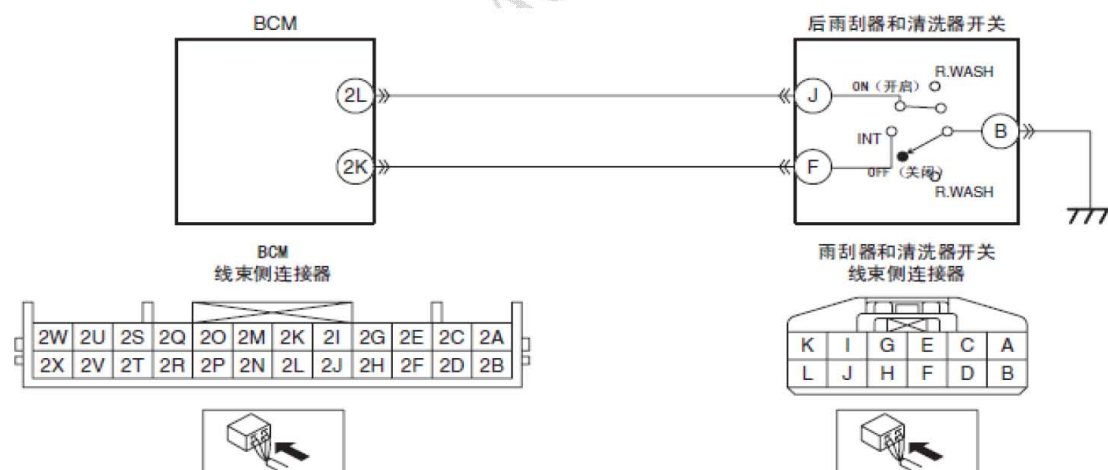 BCM
后雨刮器和清洗器开关
R.WASH
ON（开启）
2L
J
INT
B
2K
F
OFF（关闭）
R.WASH
BCM
线束侧连接器
雨刮器和清洗器开关
线束侧连接器
2W 2U 2S 2Q 2O 2M 2K 2I 2G 2E 2C 2A
2X 2V 2T 2R 2P 2N 2L 2J 2H 2F 2D 2B
K I G E C A
L J H F D B